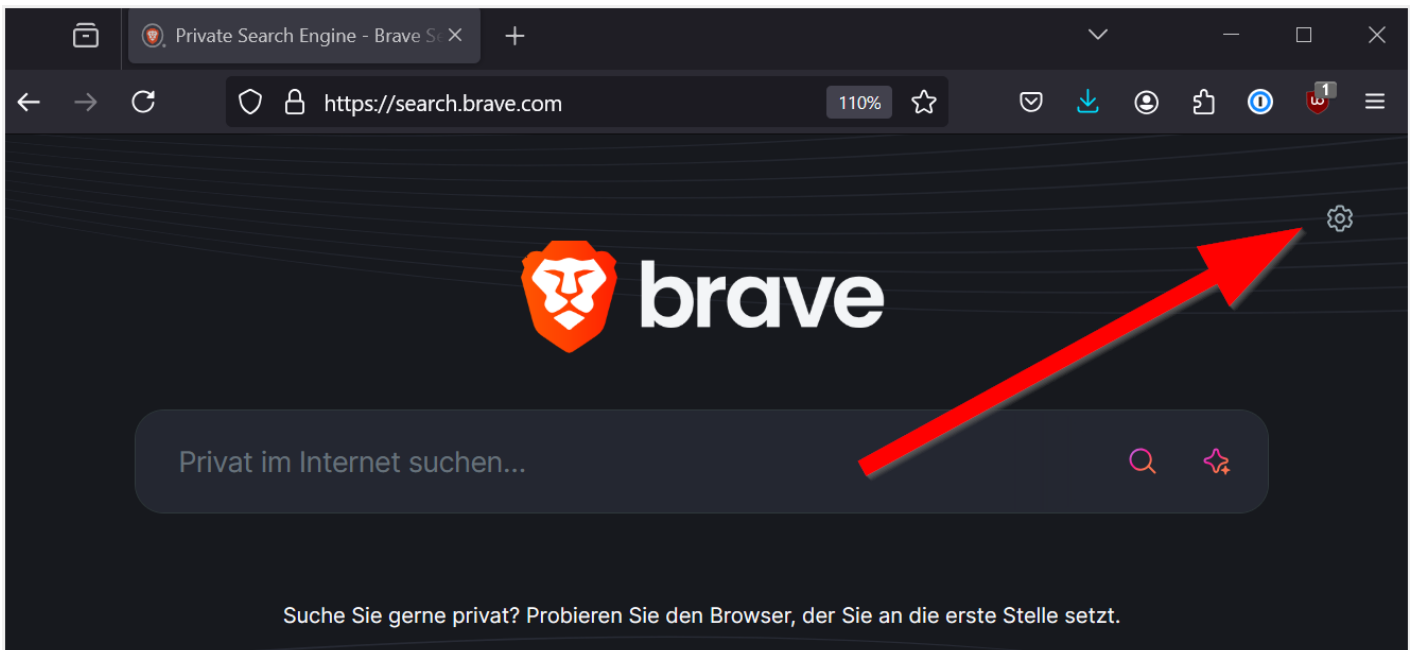 Private Search Engine - Brave Se
https://search.brave.com
110%
1
brave
Privat im Internet suchen...
Suche Sie gerne privat? Probieren Sie den Browser, der Sie an die erste Stelle setzt.